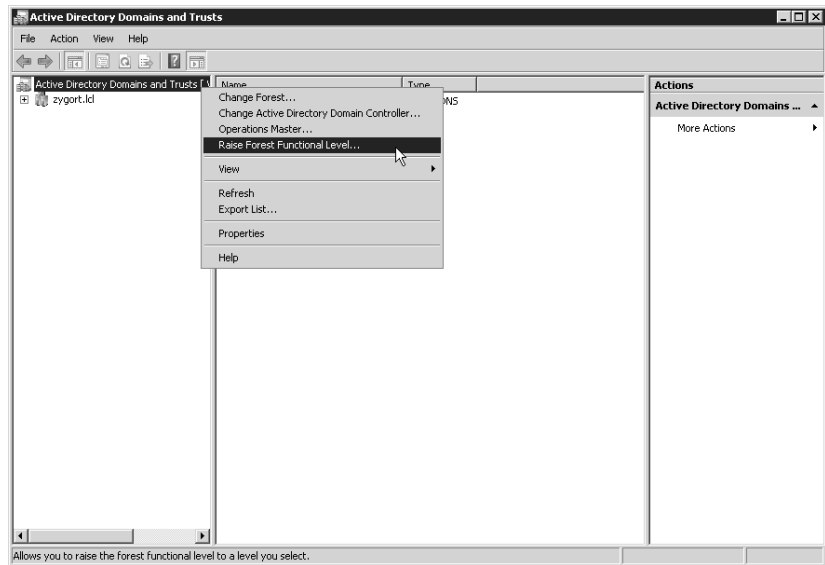 Active Directory Domains and Trusts
File Action View Help
Active Directory Domains and Trusts [
zygort.lcl
Name Type
Change Forest...
Change Active Directory Domain Controller...
Operations Master...
Raise Forest Functional Level...
View
Refresh
Export List...
Properties
Help
Actions
Active Directory Domains ...
More Actions
Allows you to raise the forest functional level to a level you select.